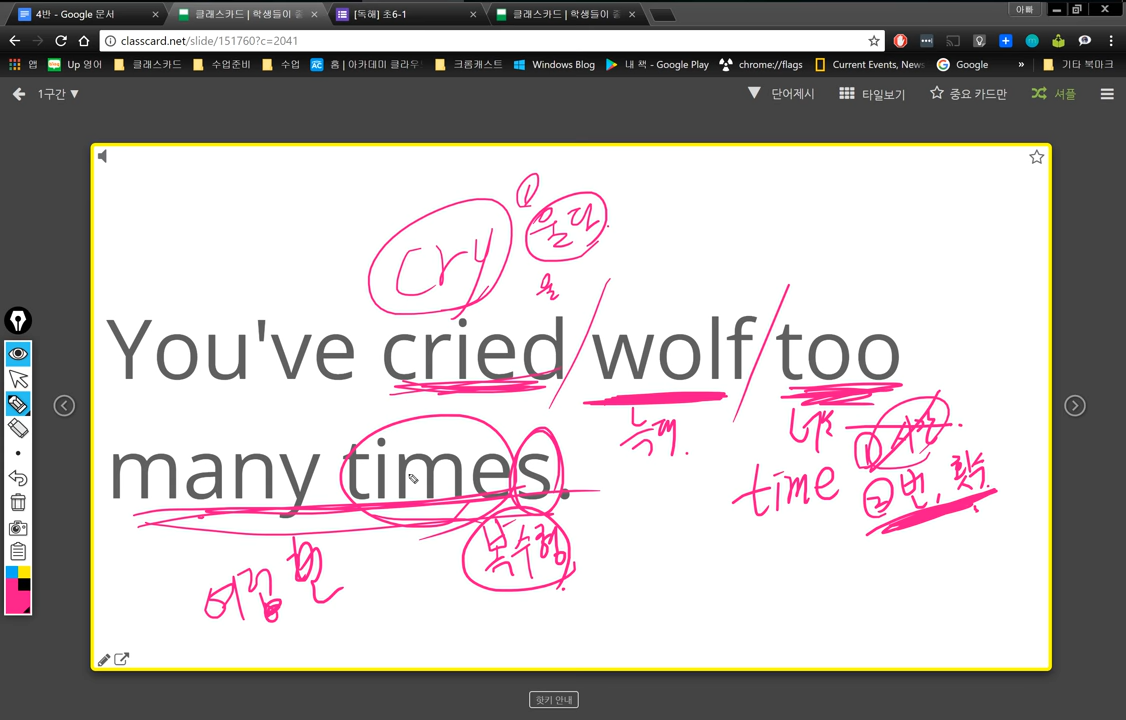 4반 - Google 문서
클래스카드 | 학생들이 좋
[독해] 초6-1
클래스카드 | 학생들이 좋
아빠
classcard.net/slide/151760?c=2041
앱
Up 영어
클래스카드
수업준비
수업
홈 | 아카데미 클라우
크롬캐스트
Windows Blog
내 책 - Google Play
chrome://flags
Current Events, News
Google
»
기타 북마크
1구간 ▼
단어제시
타일보기
중요 카드만
셔플
① 운다
cry
울
You've cried / wolf / too
늑대
너무
many times.
time
② 번, 횟수
복수형
여러 번
핫키 안내